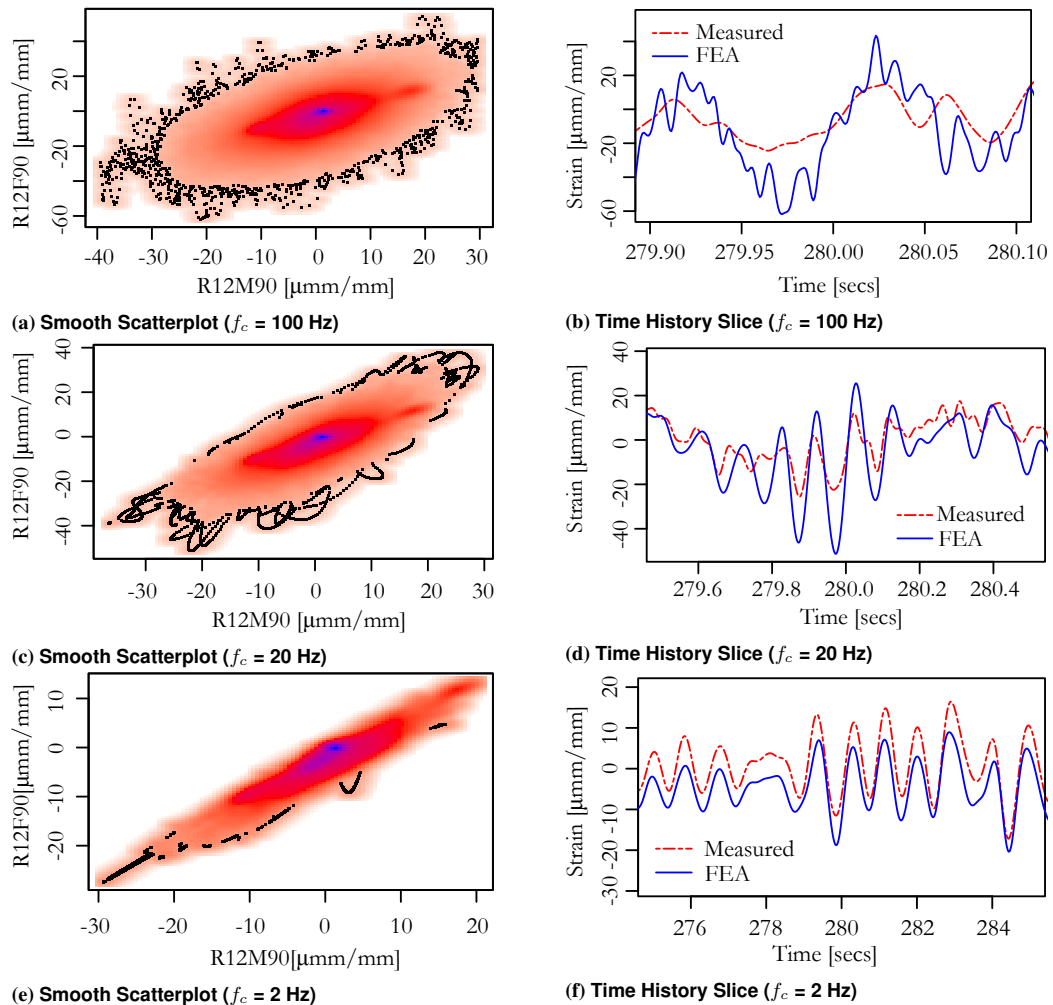 R12F90 [µmm/mm]
20
-20
-60
-40 -30 -20 -10 0 10 20 30
R12M90 [µmm/mm]
(a) Smooth Scatterplot (fc = 100 Hz)
Strain [µmm/mm]
20
-20
-60
Measured
FEA
279.90 279.95 280.00 280.05 280.10
Time [secs]
(b) Time History Slice (fc = 100 Hz)
R12F90 [µmm/mm]
40
20
0
-20
-40
-30 -20 -10 0 10 20 30
R12M90 [µmm/mm]
(c) Smooth Scatterplot (fc = 20 Hz)
Strain [µmm/mm]
40
20
0
-20
-40
Measured
FEA
279.6 279.8 280.0 280.2 280.4
Time [secs]
(d) Time History Slice (fc = 20 Hz)
R12F90[µmm/mm]
10
0
-10
-20
-30 -20 -10 0 10 20
R12M90[µmm/mm]
(e) Smooth Scatterplot (fc = 2 Hz)
Strain [µmm/mm]
20
10
0
-10
-20
-30
Measured
FEA
276 278 280 282 284
Time [secs]
(f) Time History Slice (fc = 2 Hz)